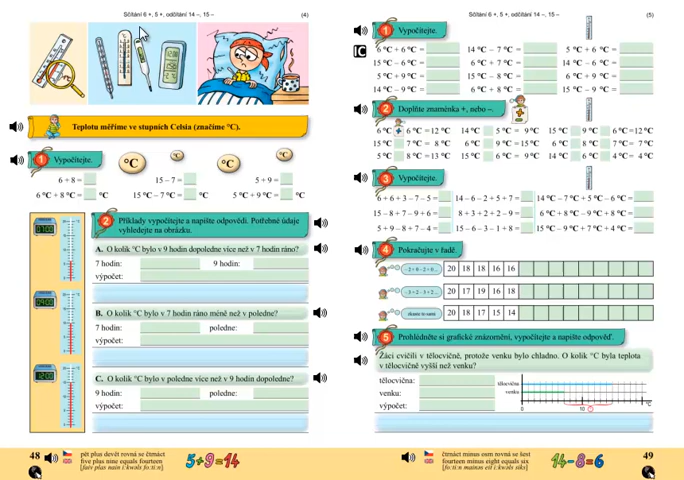 Sčítání 6 +, 5 +, odčítání 14 –, 15 –
(4)
Teplotu měříme ve stupních Celsia (značíme °C).
1 Vypočítejte.
°C
°C
°C
°C
6 + 8 =
15 – 7 =
5 + 9 =
6 °C + 8 °C = °C
15 °C – 7 °C = °C
5 °C + 9 °C = °C
2 Příklady vypočítejte a napište odpovědi. Potřebné údaje
vyhledejte na obrázku.
A. O kolik °C bylo v 9 hodin dopoledne více než v 7 hodin ráno?
7 hodin: 9 hodin:
výpočet:
B. O kolik °C bylo v 7 hodin ráno méně než v poledne?
7 hodin: poledne:
výpočet:
C. O kolik °C bylo v poledne více než v 9 hodin dopoledne?
9 hodin: poledne:
výpočet:
48
pět plus devět rovná se čtrnáct
five plus nine equals fourteen
5+9=14
Sčítání 6 +, 5 +, odčítání 14 –, 15 –
(5)
1 Vypočítejte.
6 °C + 6 °C = 14 °C – 7 °C = 5 °C + 6 °C =
15 °C – 6 °C = 6 °C + 7 °C = 14 °C – 6 °C =
5 °C + 9 °C = 15 °C – 8 °C = 6 °C + 9 °C =
14 °C – 9 °C = 6 °C + 8 °C = 15 °C – 9 °C =
2 Doplňte znaménka +, nebo –.
6 °C + 6 °C = 12 °C 14 °C 5 °C = 9 °C 15 °C 9 °C 6 °C = 12 °C
15 °C 7 °C = 8 °C 6 °C 9 °C = 15 °C 14 °C 8 °C 7 °C = 7 °C
5 °C 8 °C = 13 °C 15 °C 7 °C = 8 °C 6 °C 4 °C = 4 °C
3 Vypočítejte.
6 + 6 + 3 – 7 – 5 = 14 – 6 – 2 + 5 + 7 = 14 °C – 7 °C + 5 °C – 6 °C =
15 – 8 + 7 – 9 + 6 = 8 + 3 + 2 + 2 – 9 = 6 °C + 8 °C – 9 °C + 8 °C =
5 + 9 – 8 + 7 – 4 = 15 – 6 – 3 – 1 + 8 = 15 °C – 9 °C + 7 °C + 4 °C =
4 Pokračujte v řadě.
20 18 18 16 16
– 3 + 2 – 3 + 2 ... 20 17 19 16 18
zkuste to sami 20 18 17 15 14
5 Prohlédněte si grafické znázornění, vypočítejte a napište odpověď.
Žáci cvičili v tělocvičně, protože venku bylo chladno. O kolik °C byla teplota
v tělocvičně vyšší než venku?
tělocvična:
venku:
výpočet:
tělocvična
venku
0 10 °C
čtrnáct minus osm rovná se šest
fourteen minus eight equals six
14-8=6
49